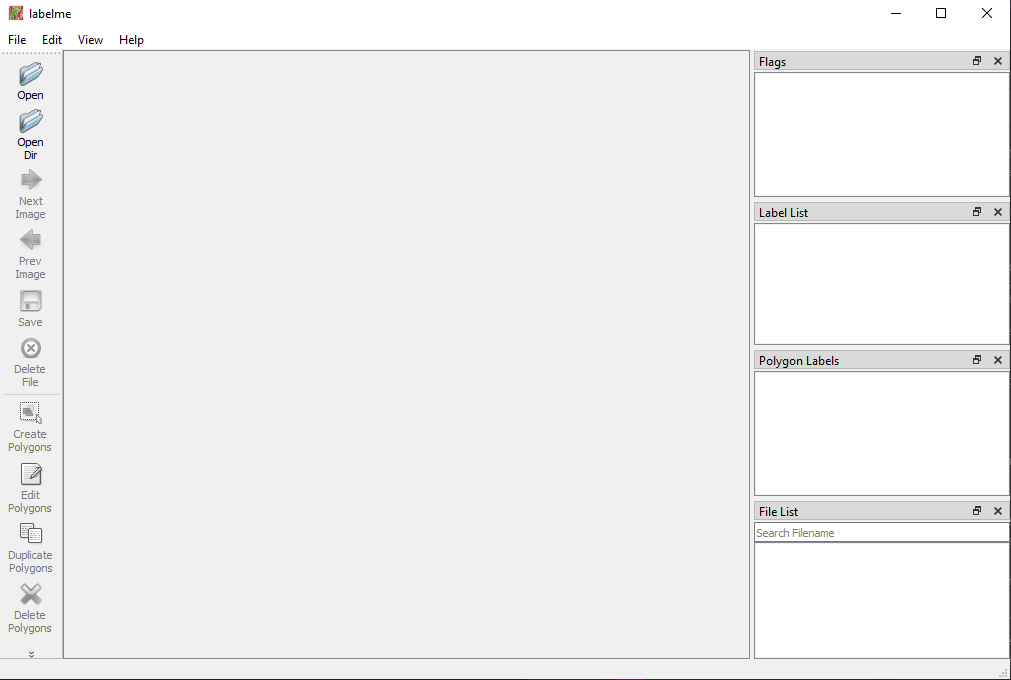 labelme
File Edit View Help
Open
Open
Dir
Next
Image
Prev
Image
Save
Delete
File
Create
Polygons
Edit
Polygons
Duplicate
Polygons
Delete
Polygons
Flags
Label List
Polygon Labels
File List
Search Filename